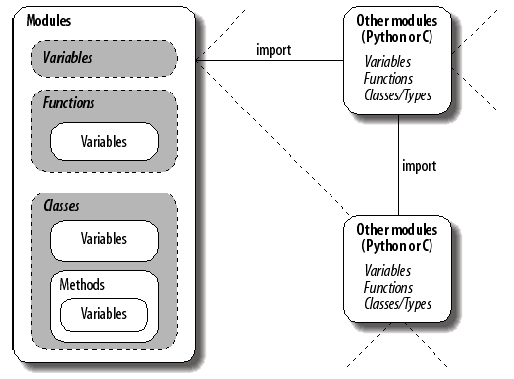 Modules
Variables
Functions
Variables
Classes
Variables
Methods
Variables
import
Other modules
(Python or C)
Variables
Functions
Classes/Types
import
Other modules
(Python or C)
Variables
Functions
Classes/Types